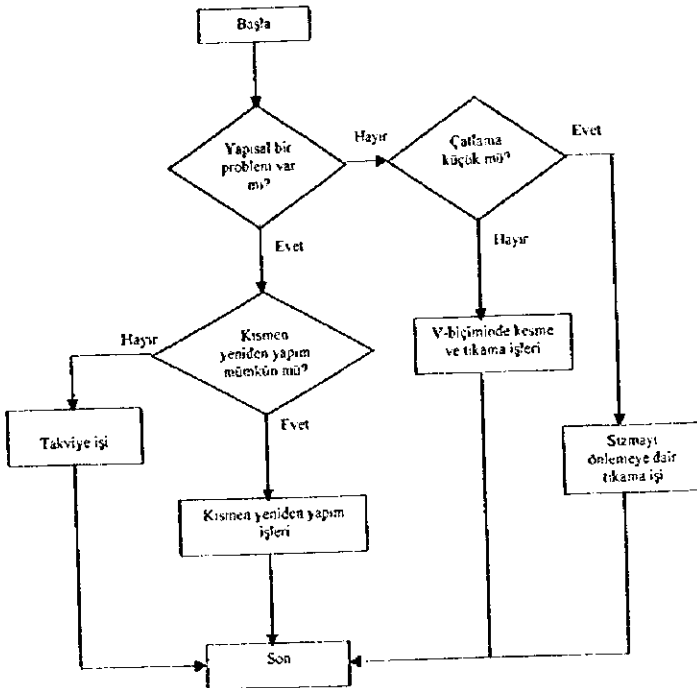 Başla
Yapısal bir
problem var
mı?
Hayır
Çatlama
küçük mü?
Evet
Evet
Hayır
Hayır
Kısmen
yeniden yapım
mümkün mü?
V-biçiminde kesme
ve tıkama işleri
Evet
Takviye işi
Sızmayı
önlemeye dair
tıkama işi
Kısmen yeniden yapım
işleri
Son